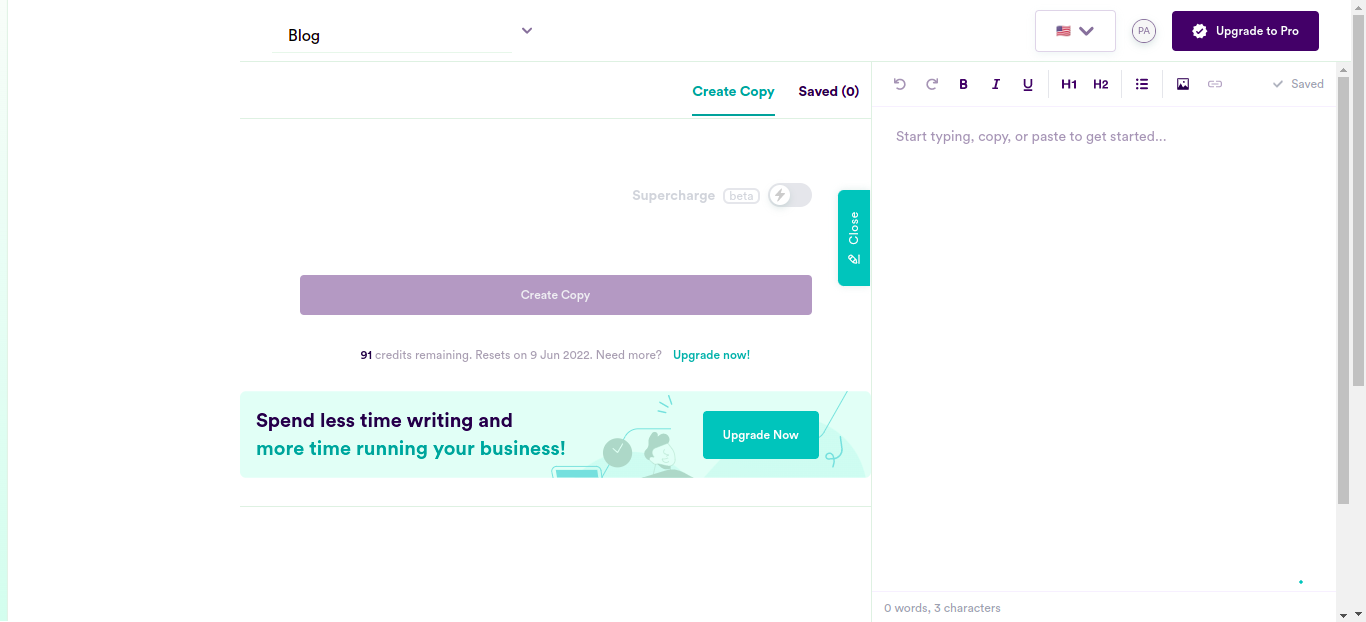 Blog
PA
Upgrade to Pro
Create Copy
Saved (0)
B I U H1 H2
Saved
Start typing, copy, or paste to get started...
Supercharge beta
Close
Create Copy
91 credits remaining. Resets on 9 Jun 2022. Need more? Upgrade now!
Spend less time writing and
more time running your business!
Upgrade Now
0 words, 3 characters